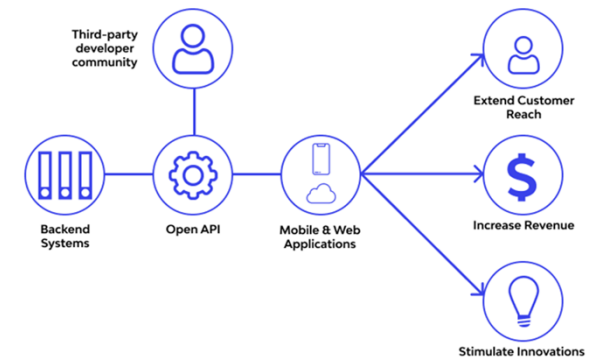 Third-party
developer
community
Extend Customer
Reach
Backend
Systems
Open API
Mobile & Web
Applications
$
Increase Revenue
Stimulate Innovations